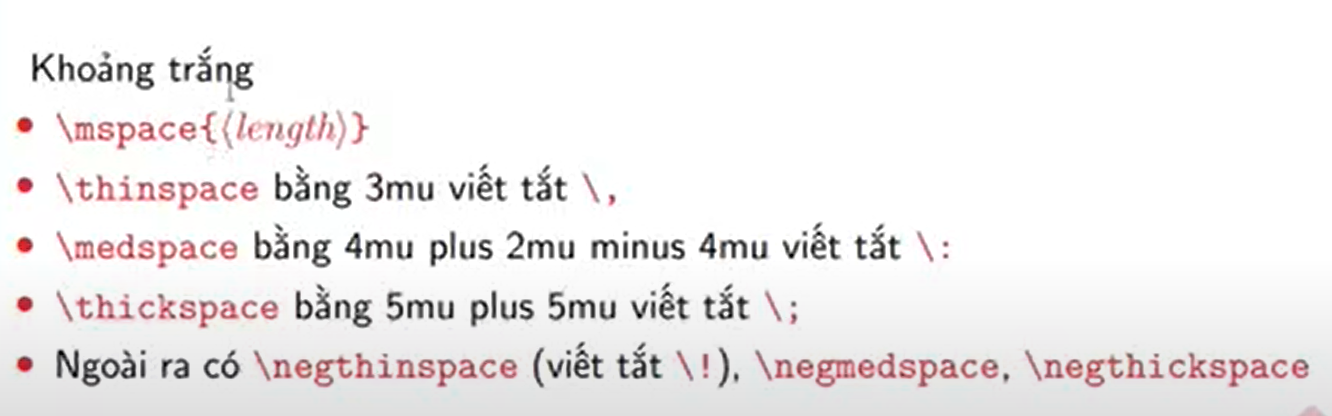 Khoảng trắng
• \mspace{⟨length⟩}
• \thinspace bằng 3mu viết tắt \,
• \medspace bằng 4mu plus 2mu minus 4mu viết tắt \:
• \thickspace bằng 5mu plus 5mu viết tắt \;
• Ngoài ra có \negthinspace (viết tắt \!), \negmedspace, \negthickspace